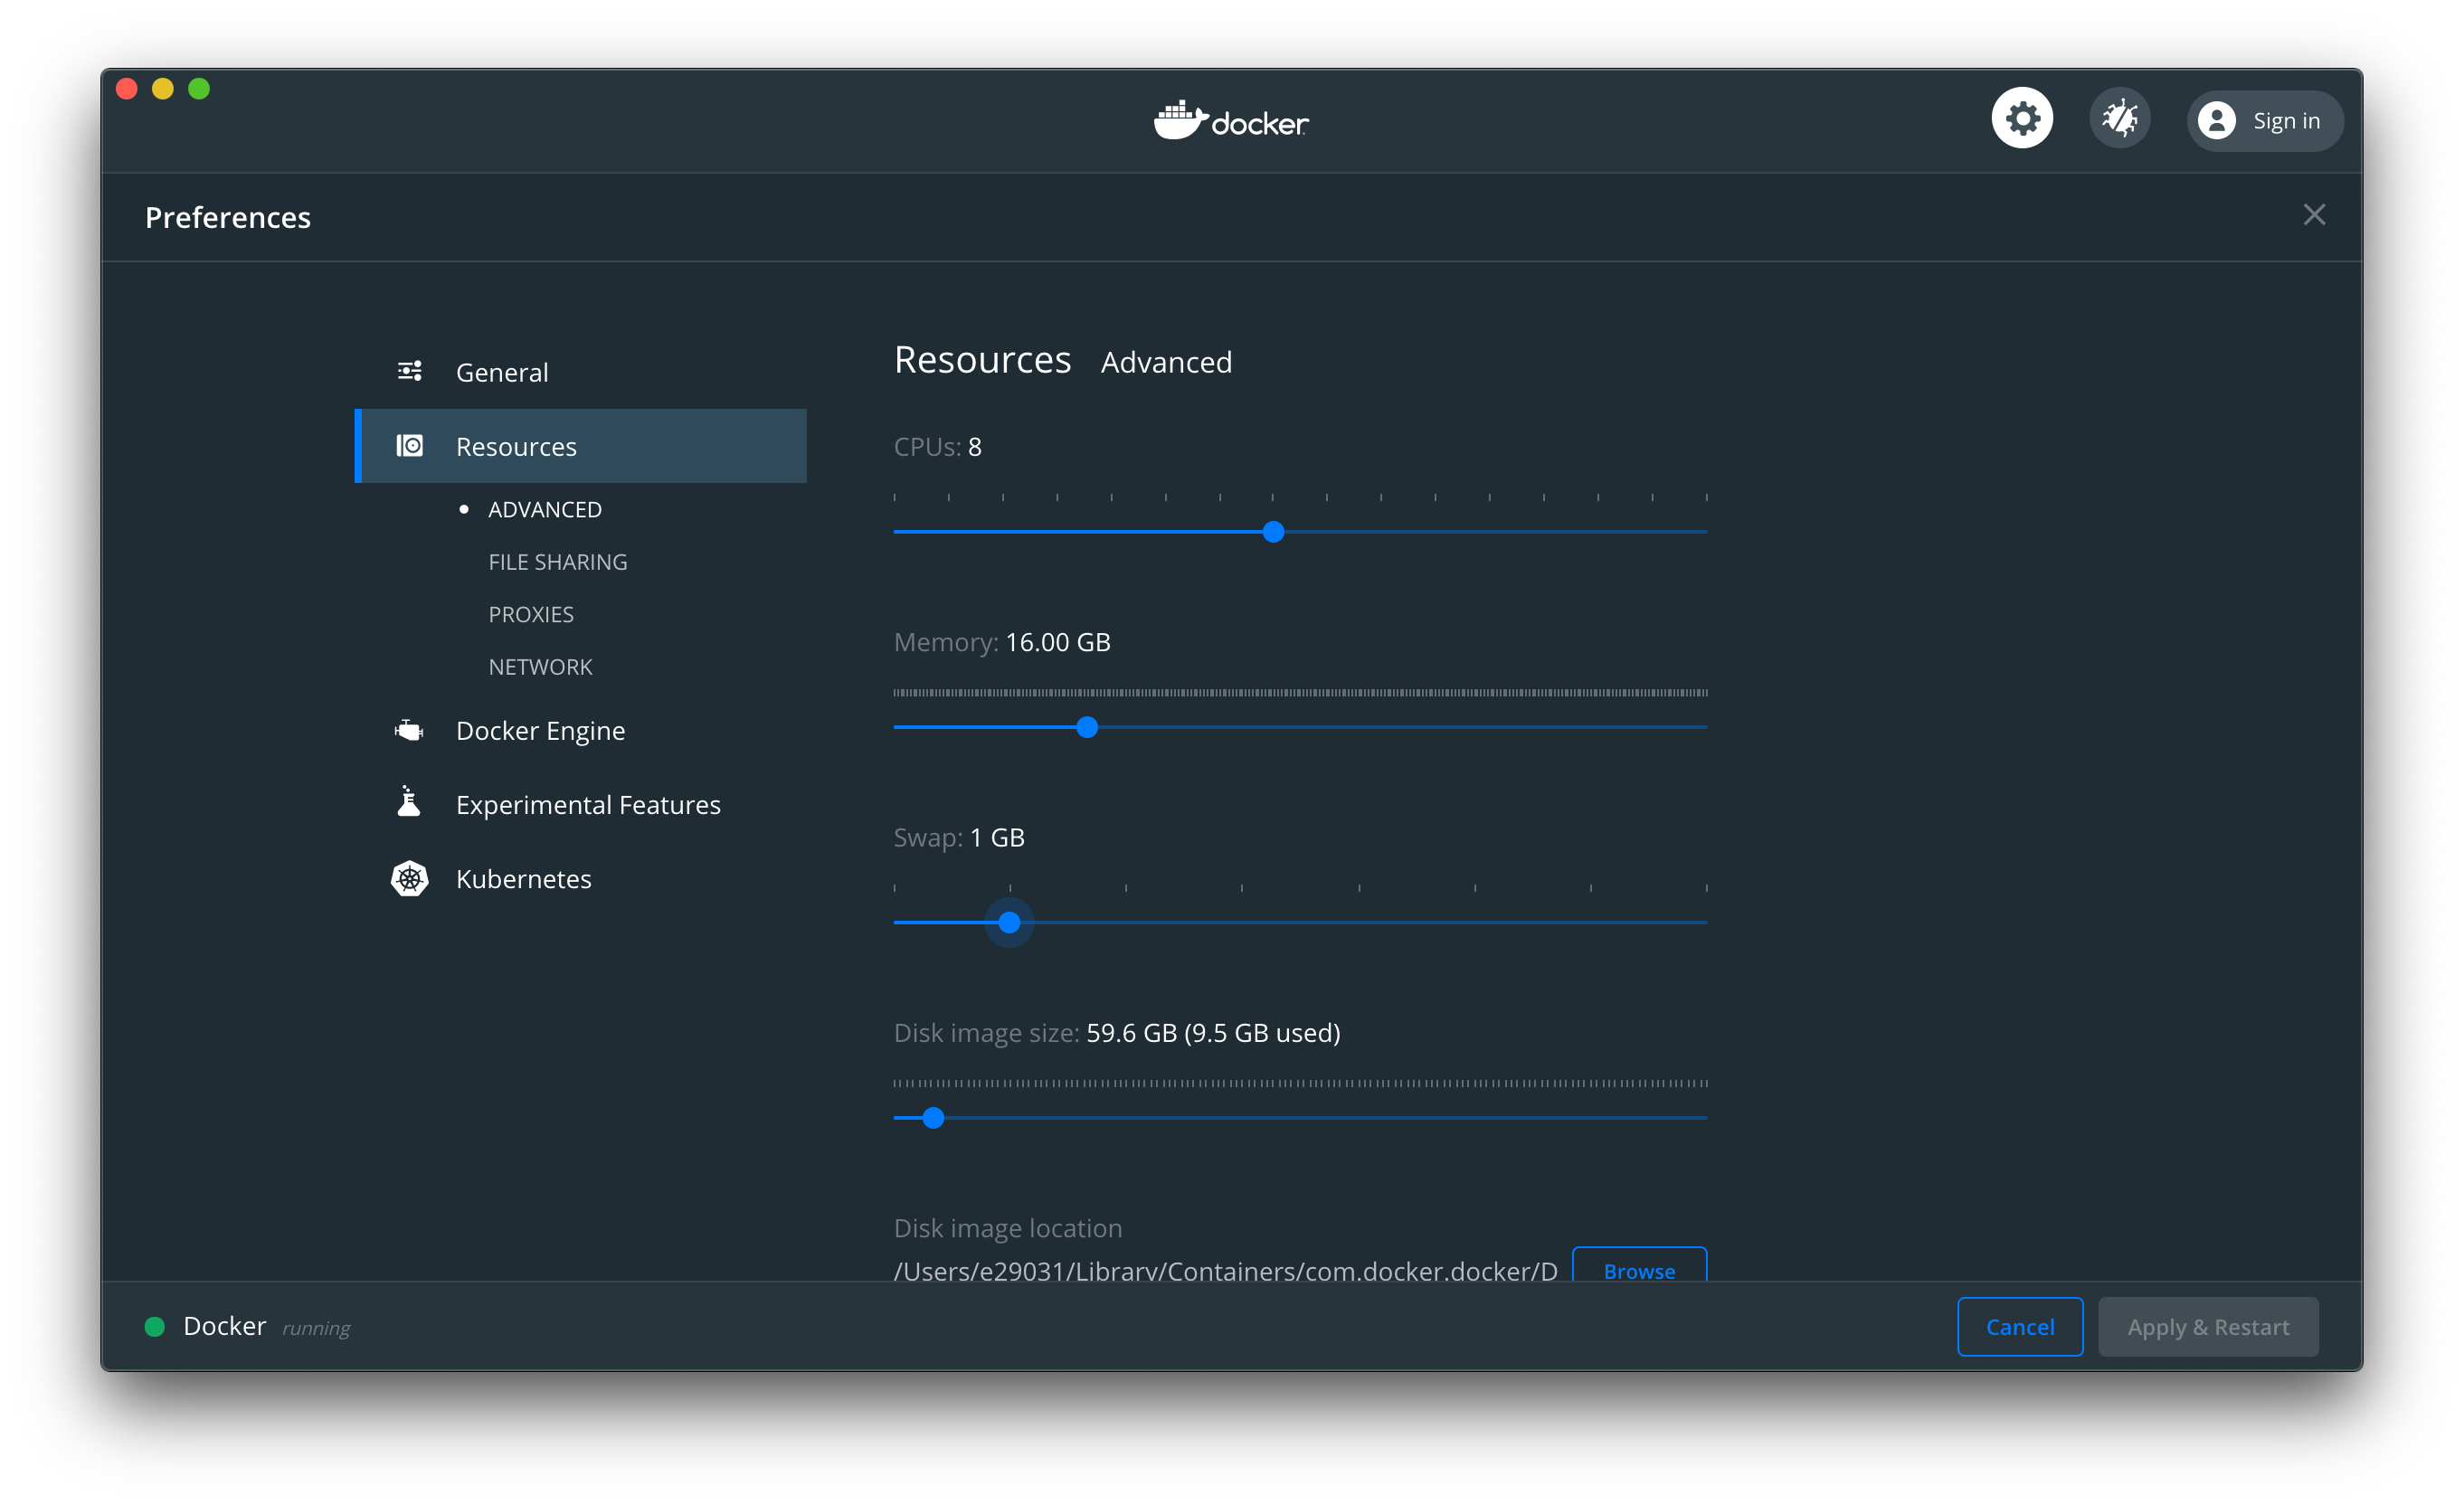 docker
Sign in
Preferences
General
Resources
ADVANCED
FILE SHARING
PROXIES
NETWORK
Docker Engine
Experimental Features
Kubernetes
Resources Advanced
CPUs: 8
Memory: 16.00 GB
Swap: 1 GB
Disk image size: 59.6 GB (9.5 GB used)
Disk image location
/Users/e29031/Library/Containers/com.docker.docker/D
Browse
Docker running
Cancel
Apply & Restart